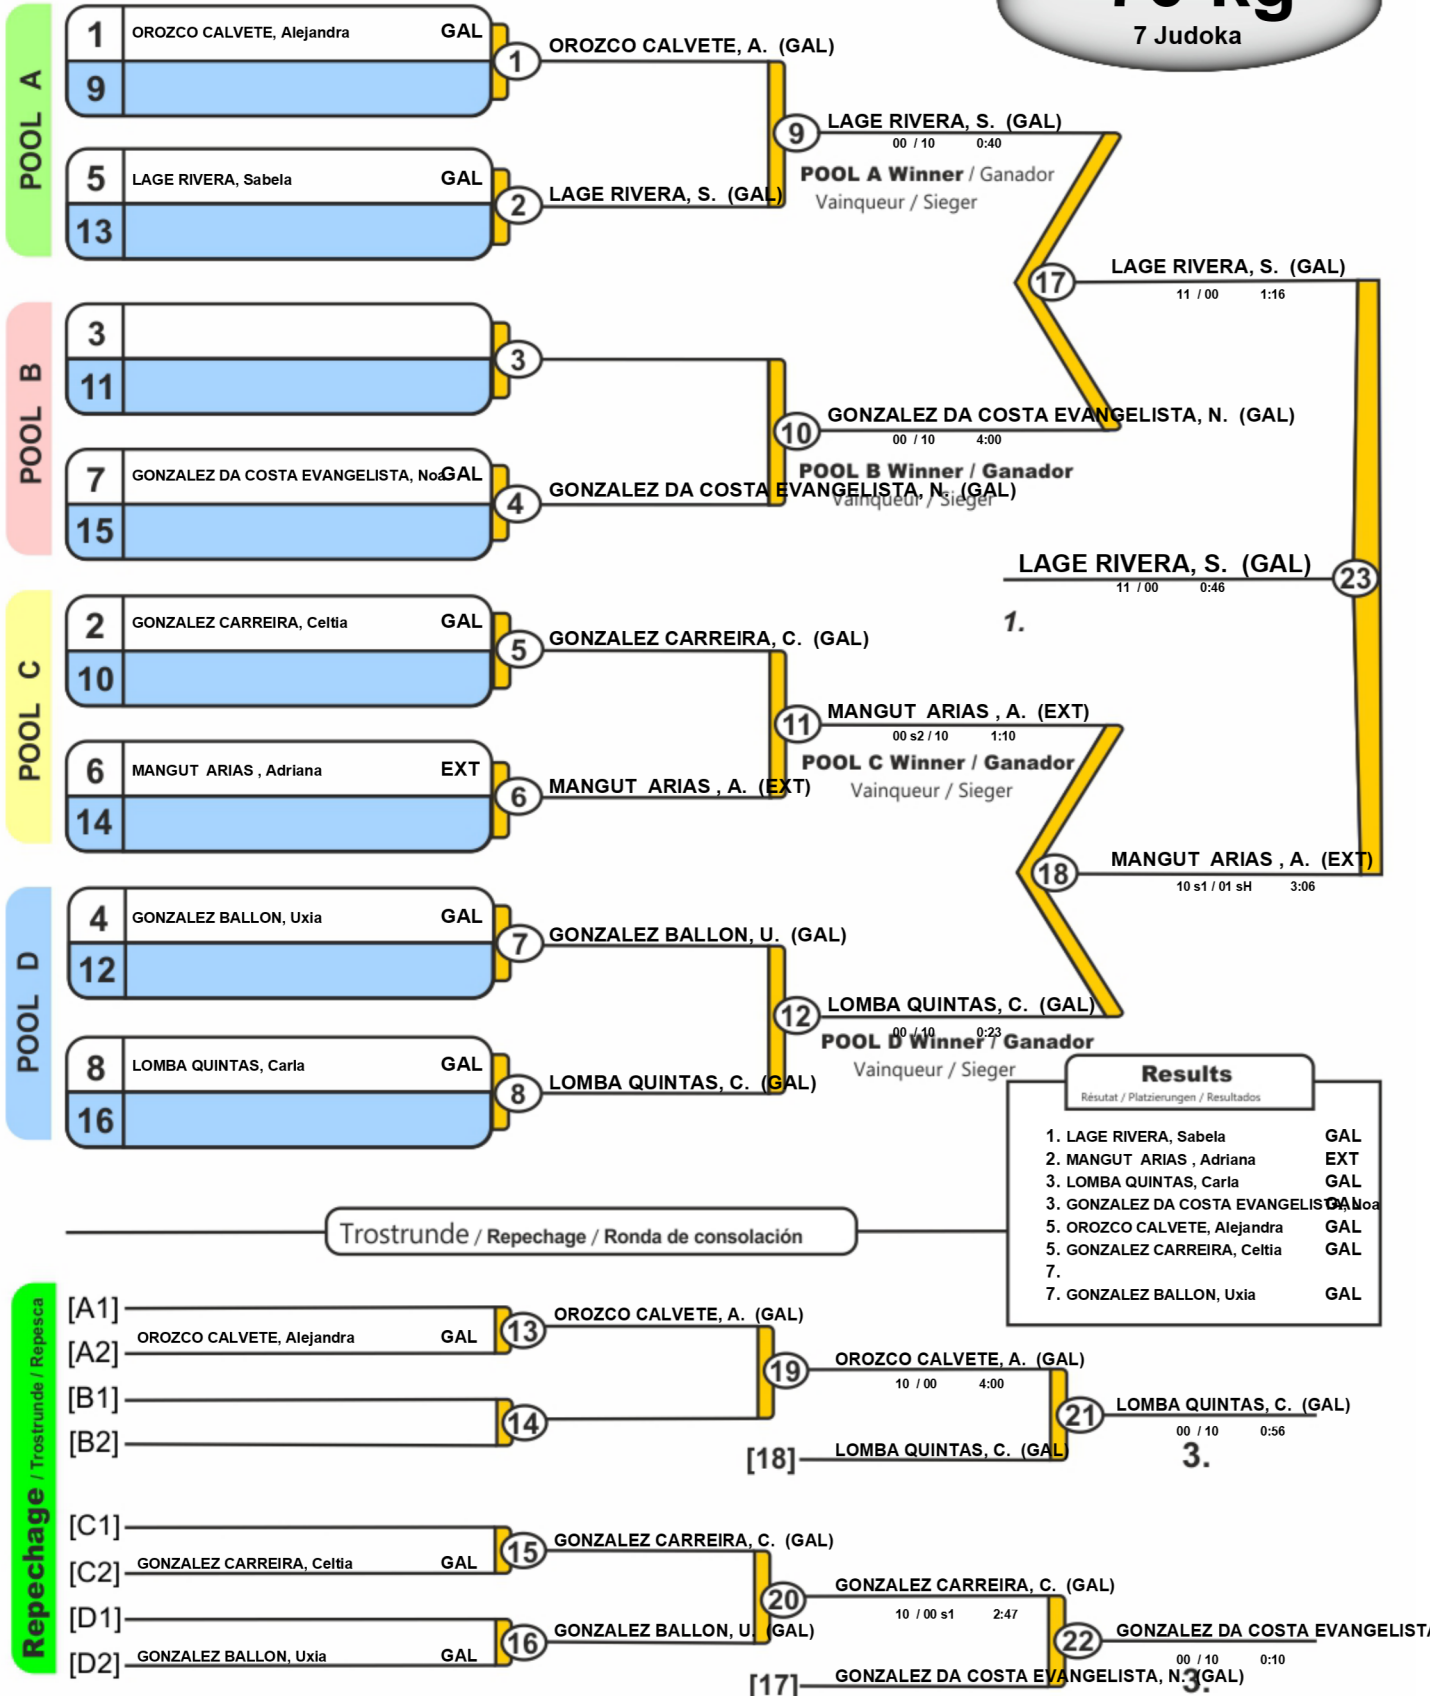 7 Judoka
POOL A
1 OROZCO CALVETE, Alejandra GAL
9
5 LAGE RIVERA, Sabela GAL
13
1 OROZCO CALVETE, A. (GAL)
2 LAGE RIVERA, S. (GAL)
9 LAGE RIVERA, S. (GAL)
00 / 10 0:40
POOL A Winner / Ganador
Vainqueur / Sieger
POOL B
3
11
7 GONZALEZ DA COSTA EVANGELISTA, Noa GAL
15
3
4 GONZALEZ DA COSTA EVANGELISTA, N. (GAL)
10 GONZALEZ DA COSTA EVANGELISTA, N. (GAL)
00 / 10 4:00
POOL B Winner / Ganador
Vainqueur / Sieger
17 LAGE RIVERA, S. (GAL)
11 / 00 1:16
LAGE RIVERA, S. (GAL) 23
11 / 00 0:46
1.
POOL C
2 GONZALEZ CARREIRA, Celtia GAL
10
6 MANGUT ARIAS , Adriana EXT
14
5 GONZALEZ CARREIRA, C. (GAL)
6 MANGUT ARIAS , A. (EXT)
11 MANGUT ARIAS , A. (EXT)
00 s2 / 10 1:10
POOL C Winner / Ganador
Vainqueur / Sieger
18 MANGUT ARIAS , A. (EXT)
10 s1 / 01 sH 3:06
POOL D
4 GONZALEZ BALLON, Uxia GAL
12
8 LOMBA QUINTAS, Carla GAL
16
7 GONZALEZ BALLON, U. (GAL)
8 LOMBA QUINTAS, C. (GAL)
12 LOMBA QUINTAS, C. (GAL)
00 / 10 0:23
POOL D Winner / Ganador
Vainqueur / Sieger
Results
Résutat / Platzierungen / Resultados
1. LAGE RIVERA, Sabela GAL
2. MANGUT ARIAS , Adriana EXT
3. LOMBA QUINTAS, Carla GAL
3. GONZALEZ DA COSTA EVANGELISTA, Noa GAL
5. OROZCO CALVETE, Alejandra GAL
5. GONZALEZ CARREIRA, Celtia GAL
7.
7. GONZALEZ BALLON, Uxia GAL
Trostrunde / Repechage / Ronda de consolación
Repechage / Trostrunde / Repesca
[A1]
[A2] OROZCO CALVETE, Alejandra GAL
[B1]
[B2]
13 OROZCO CALVETE, A. (GAL)
14
19 OROZCO CALVETE, A. (GAL)
10 / 00 4:00
[18] LOMBA QUINTAS, C. (GAL)
21 LOMBA QUINTAS, C. (GAL)
00 / 10 0:56
3.
[C1]
[C2] GONZALEZ CARREIRA, Celtia GAL
[D1]
[D2] GONZALEZ BALLON, Uxia GAL
15 GONZALEZ CARREIRA, C. (GAL)
16 GONZALEZ BALLON, U. (GAL)
20 GONZALEZ CARREIRA, C. (GAL)
10 / 00 s1 2:47
[17] GONZALEZ DA COSTA EVANGELISTA, N. (GAL)
22 GONZALEZ DA COSTA EVANGELIST
00 / 10 0:10
3.